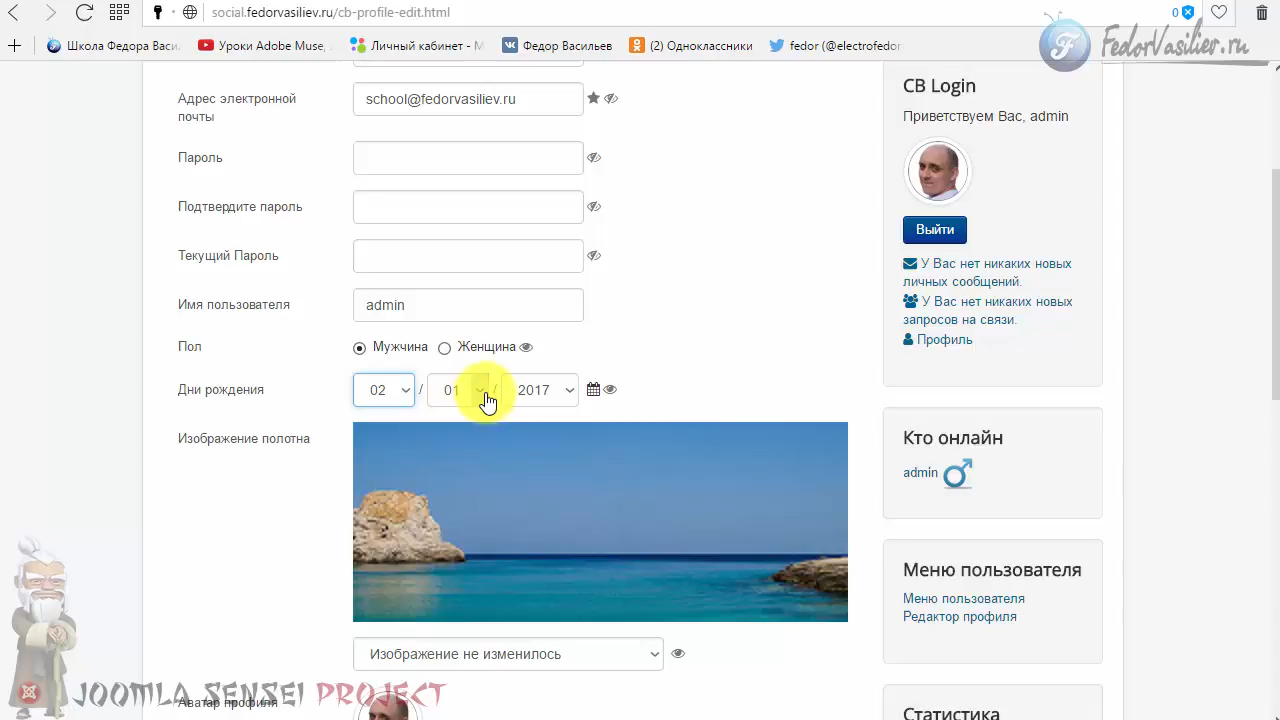 social.fedorvasiliev.ru/cb-profile-edit.html
0
Школа Федора Васи.
Уроки Adobe Muse,
Личный кабинет - М
Федор Васильев
(2) Одноклассники
fedor (@electrofedor
FedorVasiliev.ru
Адрес электронной
почты
school@fedorvasiliev.ru
Пароль
Подтвердите пароль
Текущий Пароль
Имя пользователя
admin
Пол
Мужчина
Женщина
Дни рождения
02 / 01 / 2017
Изображение полотна
Изображение не изменилось
Аватар профиля
CB Login
Приветствуем Вас, admin
Выйти
У Вас нет никаких новых
личных сообщений.
У Вас нет никаких новых
запросов на связи.
Профиль
Кто онлайн
admin
Меню пользователя
Меню пользователя
Редактор профиля
Статистика
JOOMLA SENSEI PROJECT